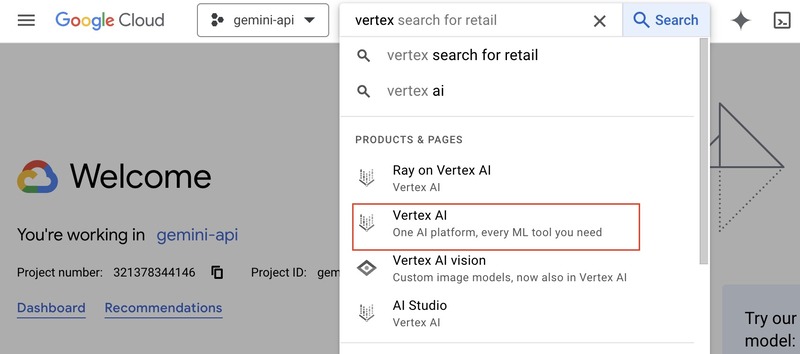 Google Cloud
gemini-api
vertex search for retail
Search
vertex search for retail
vertex ai
PRODUCTS & PAGES
Ray on Vertex AI
Vertex AI
Vertex AI
One AI platform, every ML tool you need
Vertex AI vision
Custom image models, now also in Vertex AI
AI Studio
Vertex AI
Welcome
You're working in gemini-api
Project number: 321378344146 Project ID: gem
Dashboard Recommendations
Try our
model: